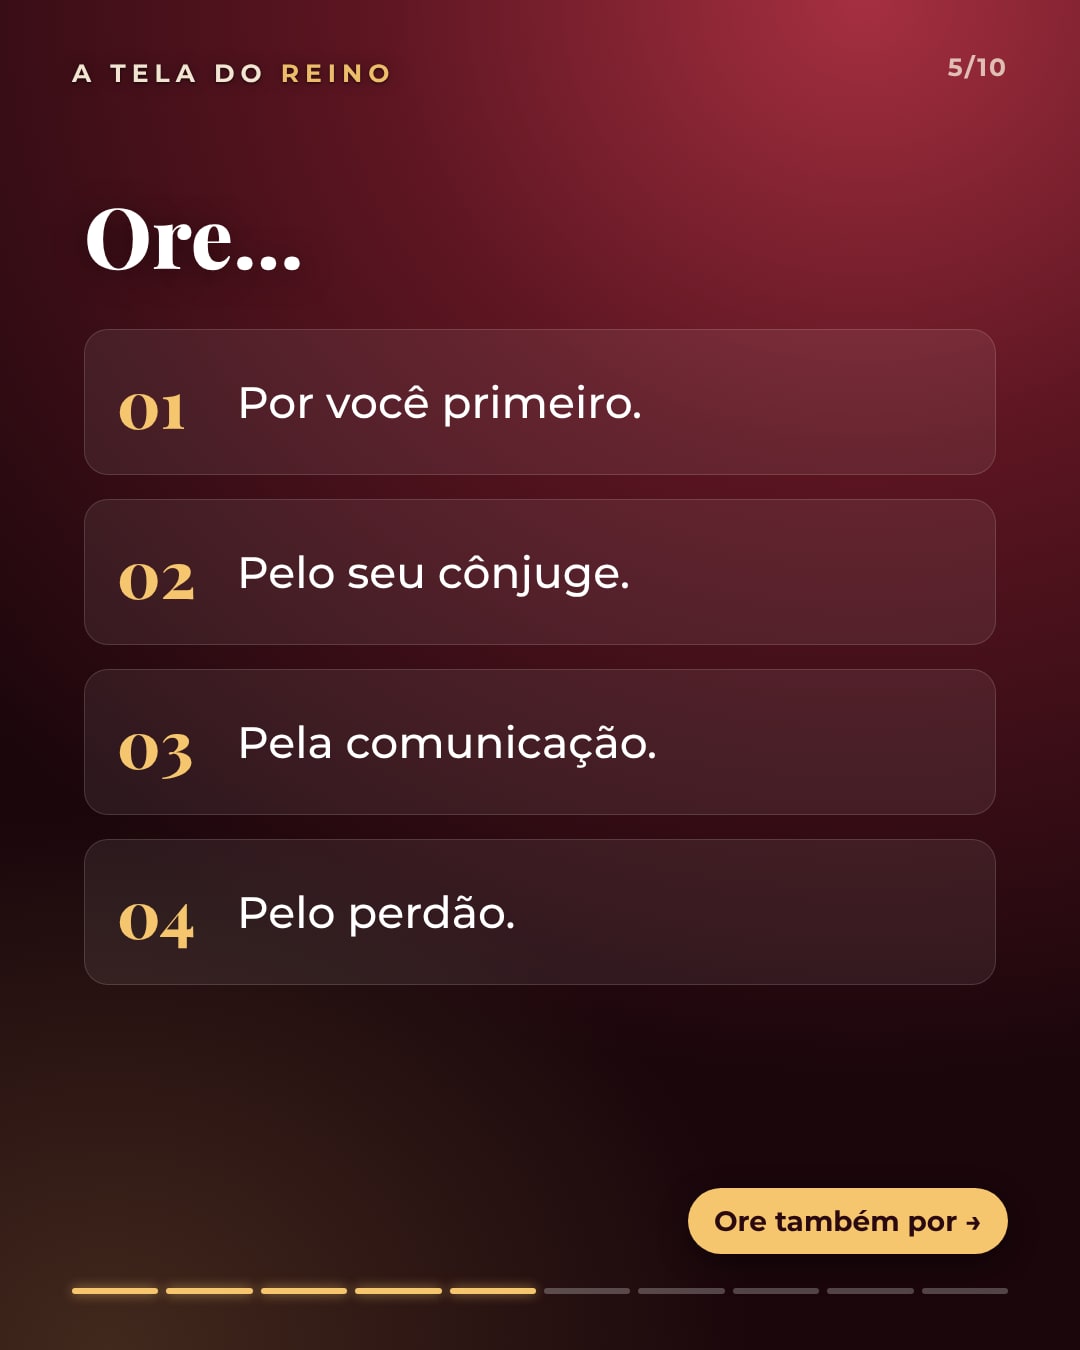 A TELA DO REINO
5/10
Ore...
01 Por você primeiro.
02 Pelo seu cônjuge.
03 Pela comunicação.
04 Pelo perdão.
Ore também por →